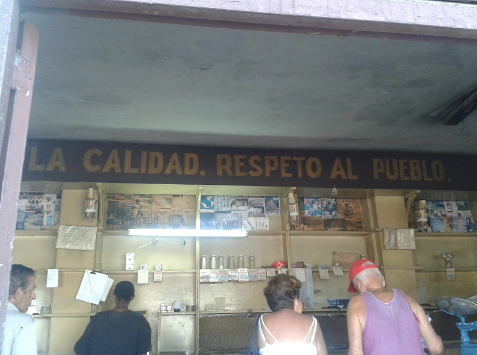 LA CALIDAD, RESPETO AL PUEBLO.